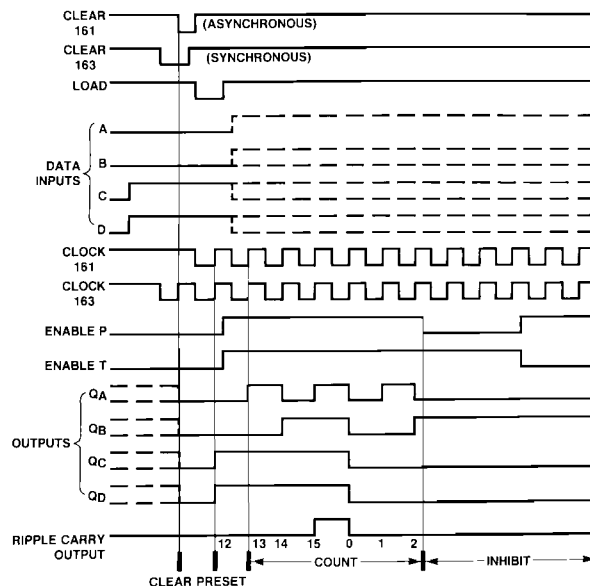 CLEAR
161
(ASYNCHRONOUS)
CLEAR
163
(SYNCHRONOUS)
LOAD
A
B
DATA
INPUTS
C
D
CLOCK
161
CLOCK
163
ENABLE P
ENABLE T
QA
QB
OUTPUTS
QC
QD
RIPPLE CARRY
OUTPUT
12 13 14 15 0 1 2
COUNT INHIBIT
CLEAR PRESET